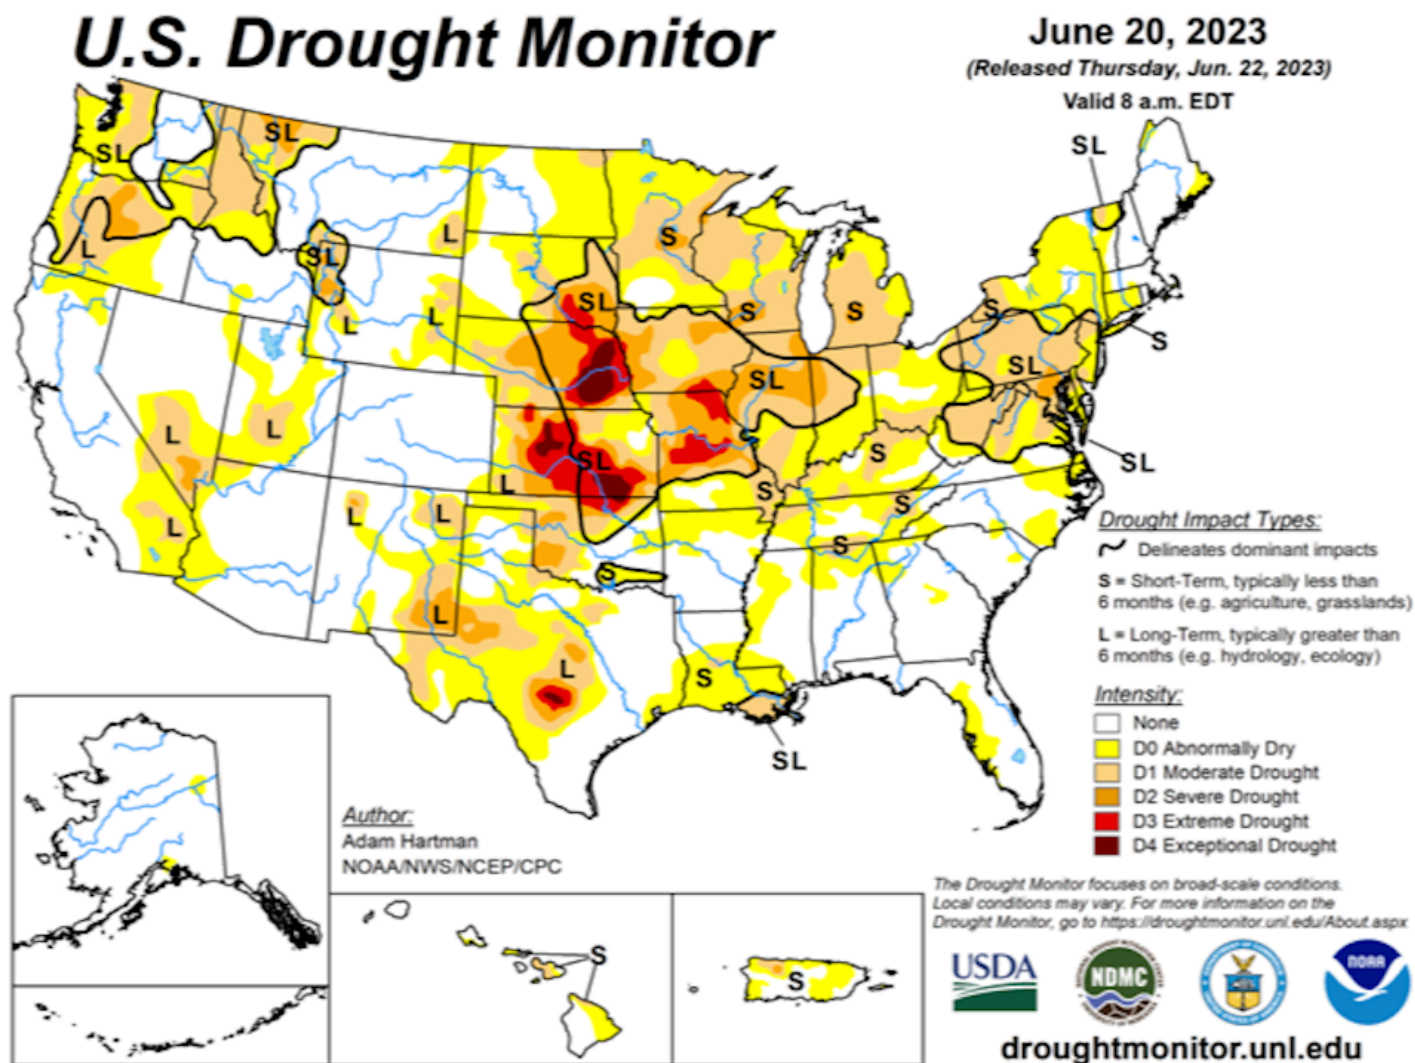 U.S. Drought Monitor
June 20, 2023
(Released Thursday, Jun. 22, 2023)
Valid 8 a.m. EDT
SL
SL
SL
L
SL
L
L
L
S
S
S
S
SL
SL
SL
S
S
SL
L
L
L
L
L
L
SL
S
S
S
S
S
L
L
L
S
SL
Drought Impact Types:
Delineates dominant impacts
S = Short-Term, typically less than
6 months (e.g. agriculture, grasslands)
L = Long-Term, typically greater than
6 months (e.g. hydrology, ecology)
Intensity:
None
D0 Abnormally Dry
D1 Moderate Drought
D2 Severe Drought
D3 Extreme Drought
D4 Exceptional Drought
Author:
Adam Hartman
NOAA/NWS/NCEP/CPC
S
S
The Drought Monitor focuses on broad-scale conditions.
Local conditions may vary. For more information on the
Drought Monitor, go to https://droughtmonitor.unl.edu/About.aspx
USDA
NDMC
NOAA
droughtmonitor.unl.edu